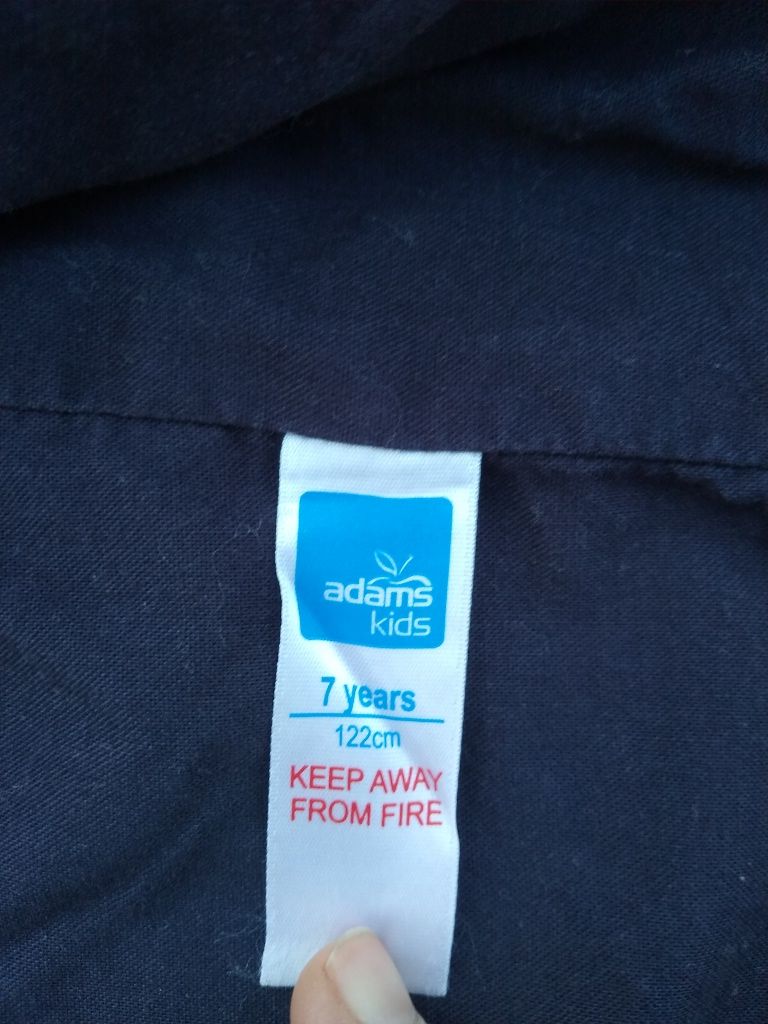 adams
kids
7 years
122cm
KEEP AWAY
FROM FIRE